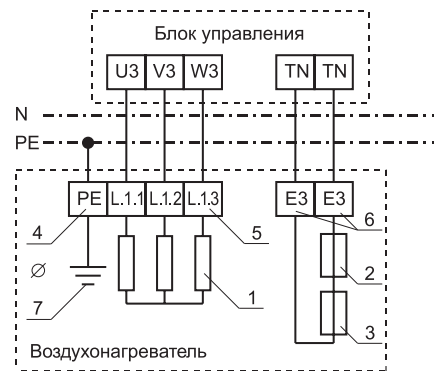 Блок управления
U3 V3 W3 TN TN
N
PE
PE L.1.1 L.1.2 L.1.3 E3 E3
4 5 6
Ø 1 2
7 3
Воздухонагреватель